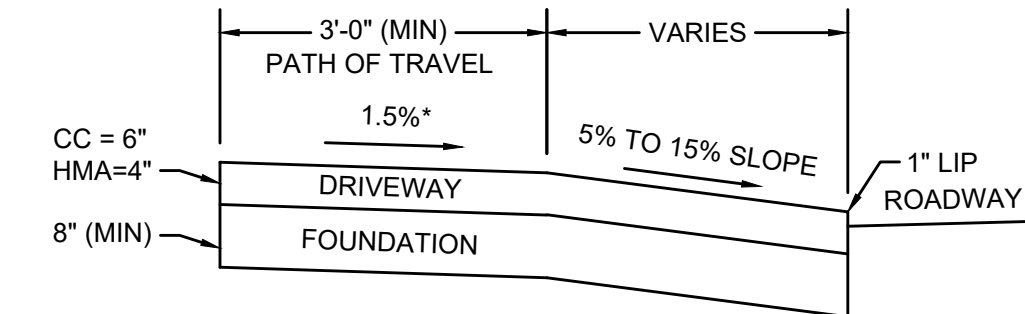 3'-0" (MIN)
PATH OF TRAVEL
VARIES
1.5%*
5% TO 15% SLOPE
CC = 6"
HMA=4"
1" LIP
ROADWAY
DRIVEWAY
8" (MIN)
FOUNDATION